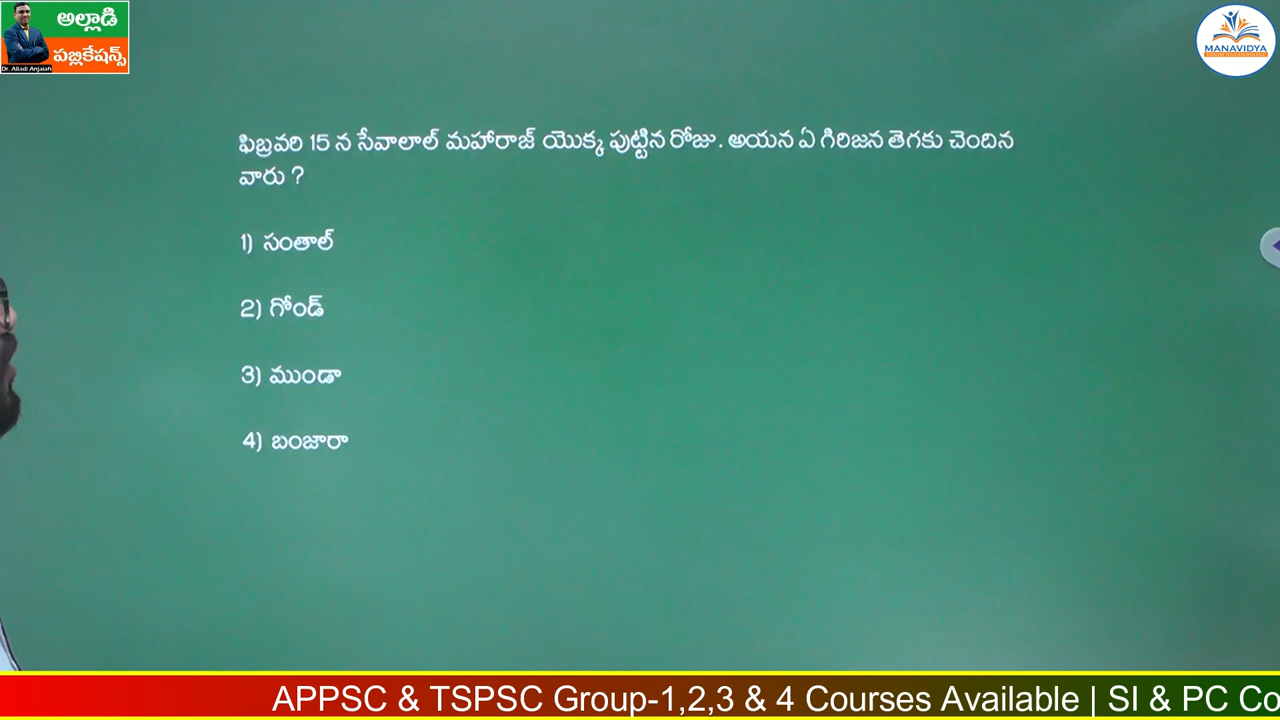 అల్లాడి
పబ్లికేషన్స్
Dr. Alladi Anjaiah
MANAVIDYA
ఫిబ్రవరి 15 న సేవాలాల్ మహారాజ్ యొక్క పుట్టిన రోజు. అయన ఏ గిరిజన తెగకు చెందిన
వారు ?
1) సంతాల్
2) గోండ్
3) ముండా
4) బంజారా
APPSC & TSPSC Group-1,2,3 & 4 Courses Available | SI & PC Co